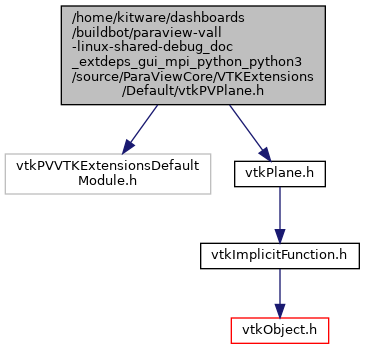 /home/kitware/dashboards
/buildbot/paraview-vall
-linux-shared-debug_doc
_extdeps_gui_mpi_python_python3
/source/ParaViewCore/VTKExtensions
/Default/vtkPVPlane.h
vtkPVVTKExtensionsDefault
Module.h
vtkPlane.h
vtkImplicitFunction.h
vtkObject.h